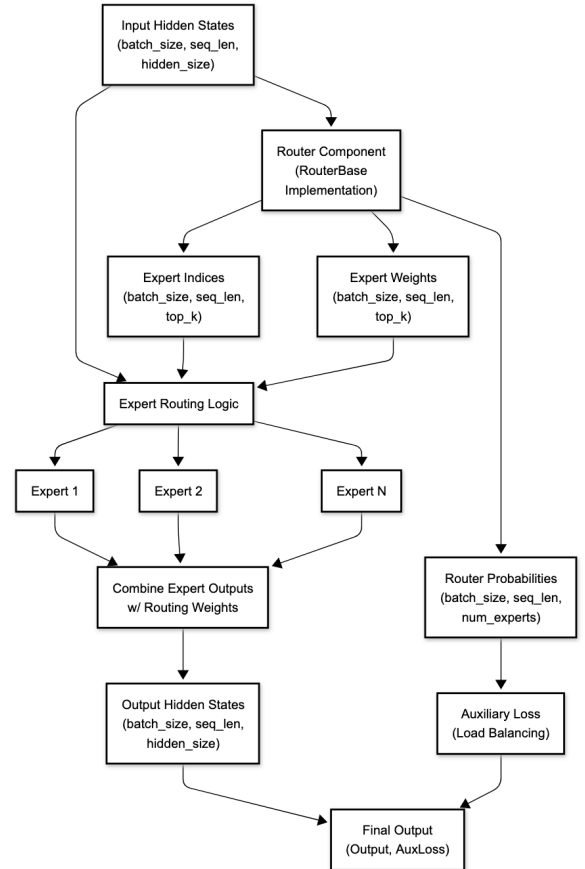 Input Hidden States
(batch_size, seq_len,
hidden_size)
Router Component
(RouterBase
Implementation)
Expert Indices
(batch_size, seq_len,
top_k)
Expert Weights
(batch_size, seq_len,
top_k)
Expert Routing Logic
Expert 1
Expert 2
Expert N
Combine Expert Outputs
w/ Routing Weights
Router Probabilities
(batch_size, seq_len,
num_experts)
Output Hidden States
(batch_size, seq_len,
hidden_size)
Auxiliary Loss
(Load Balancing)
Final Output
(Output, AuxLoss)